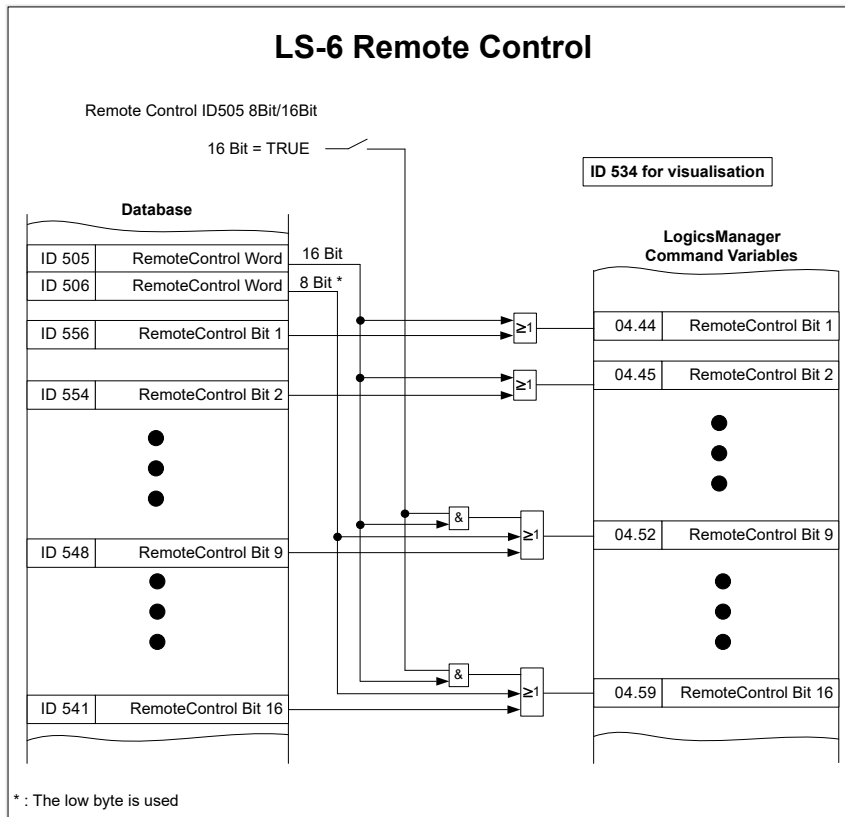 LS-6 Remote Control
Remote Control ID505 8Bit/16Bit
16 Bit = TRUE
ID 534 for visualisation
Database
LogicsManager
Command Variables
ID 505 RemoteControl Word 16 Bit
ID 506 RemoteControl Word 8 Bit *
ID 556 RemoteControl Bit 1 ≥1 04.44 RemoteControl Bit 1
ID 554 RemoteControl Bit 2 ≥1 04.45 RemoteControl Bit 2
&
ID 548 RemoteControl Bit 9 ≥1 04.52 RemoteControl Bit 9
&
ID 541 RemoteControl Bit 16 ≥1 04.59 RemoteControl Bit 16
* : The low byte is used